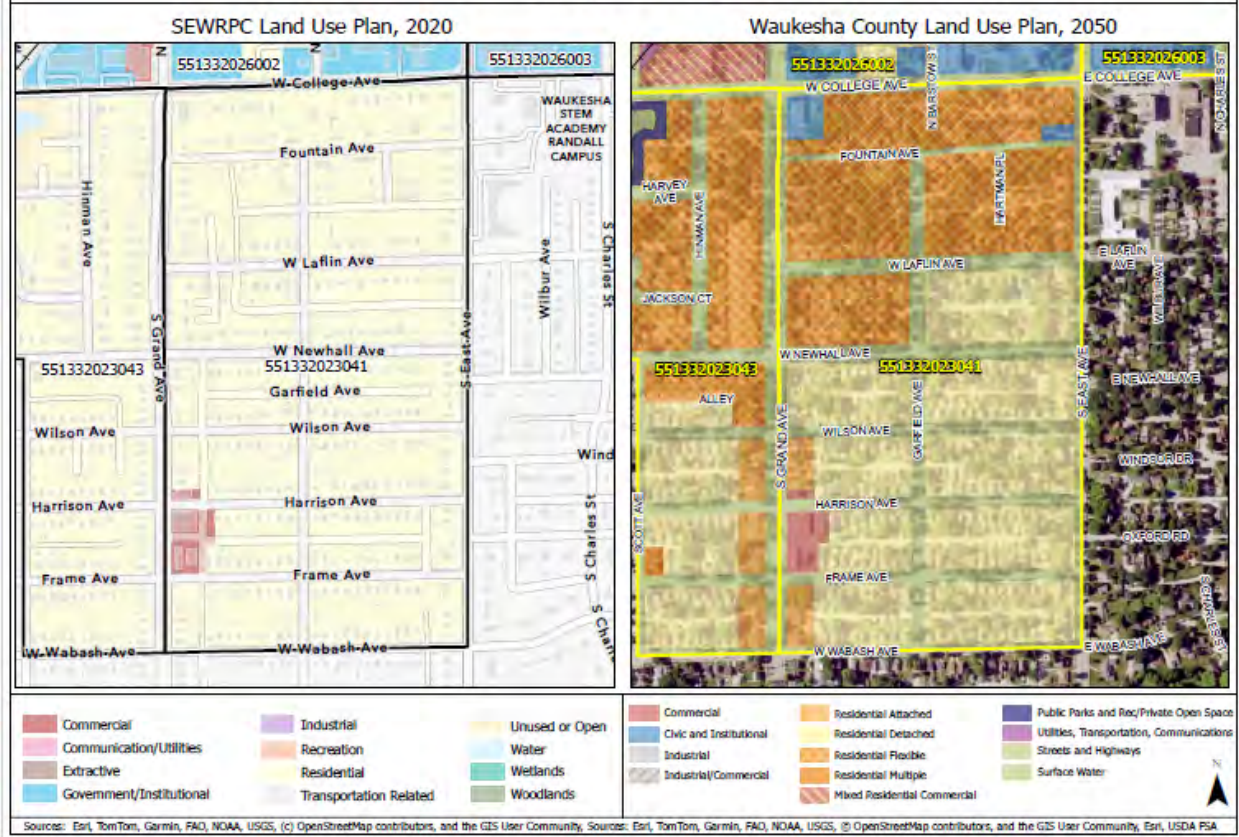 SEWRPC Land Use Plan, 2020
Waukesha County Land Use Plan, 2050
N
N
551332026002
551332026003
W-College-Ave
WAUKESHA
STEM
ACADEMY
RANDALL
CAMPUS
Fountain Ave
Hinman Ave
W Laflin Ave
Wilbur Ave
S Charles St
S Grand Ave
S-East-Ave
W Newhall Ave
551332023043
551332023041
Garfield Ave
Wilson Ave
Wilson Ave
Wind
Harrison Ave
Harrison Ave
S Charles St
Frame Ave
Frame Ave
S Charl
W-Wabash-Ave
W-Wabash-Ave
551332026002
551332026003
W COLLEGE AVE
E COLLEGE AVE
N BARSTOW ST
N CHARLES ST
FOUNTAIN AVE
HARVEY
AVE
HINMAN AVE
HARTMAN PL
W LAFLIN AVE
E LAFLIN
AVE
JACKSON CT
W NEWHALL AVE
551332023043
551332023041
E NEWHALL AVE
ALLEY
S GRAND AVE
GARFIELD AVE
S EAST AVE
WILSON AVE
WINDSOR DR
HARRISON AVE
SCOTT AVE
OXFORD RD
FRAME AVE
S CHARLES ST
W WABASH AVE
E WABASH AVE
Commercial
Communication/Utilities
Extractive
Government/Institutional
Industrial
Recreation
Residential
Transportation Related
Unused or Open
Water
Wetlands
Woodlands
Commercial
Civic and Institutional
Industrial
Industrial/Commercial
Residential Attached
Residential Detached
Residential Flexible
Residential Multiple
Mixed Residential Commercial
Public Parks and Rec/Private Open Space
Utilities, Transportation, Communications
Streets and Highways
Surface Water
N
Sources: Esri, TomTom, Garmin, FAO, NOAA, USGS, (c) OpenStreetMap contributors, and the GIS User Community, Sources: Esri, TomTom, Garmin, FAO, NOAA, USGS, © OpenStreetMap contributors, and the GIS User Community, Esri, USDA FSA